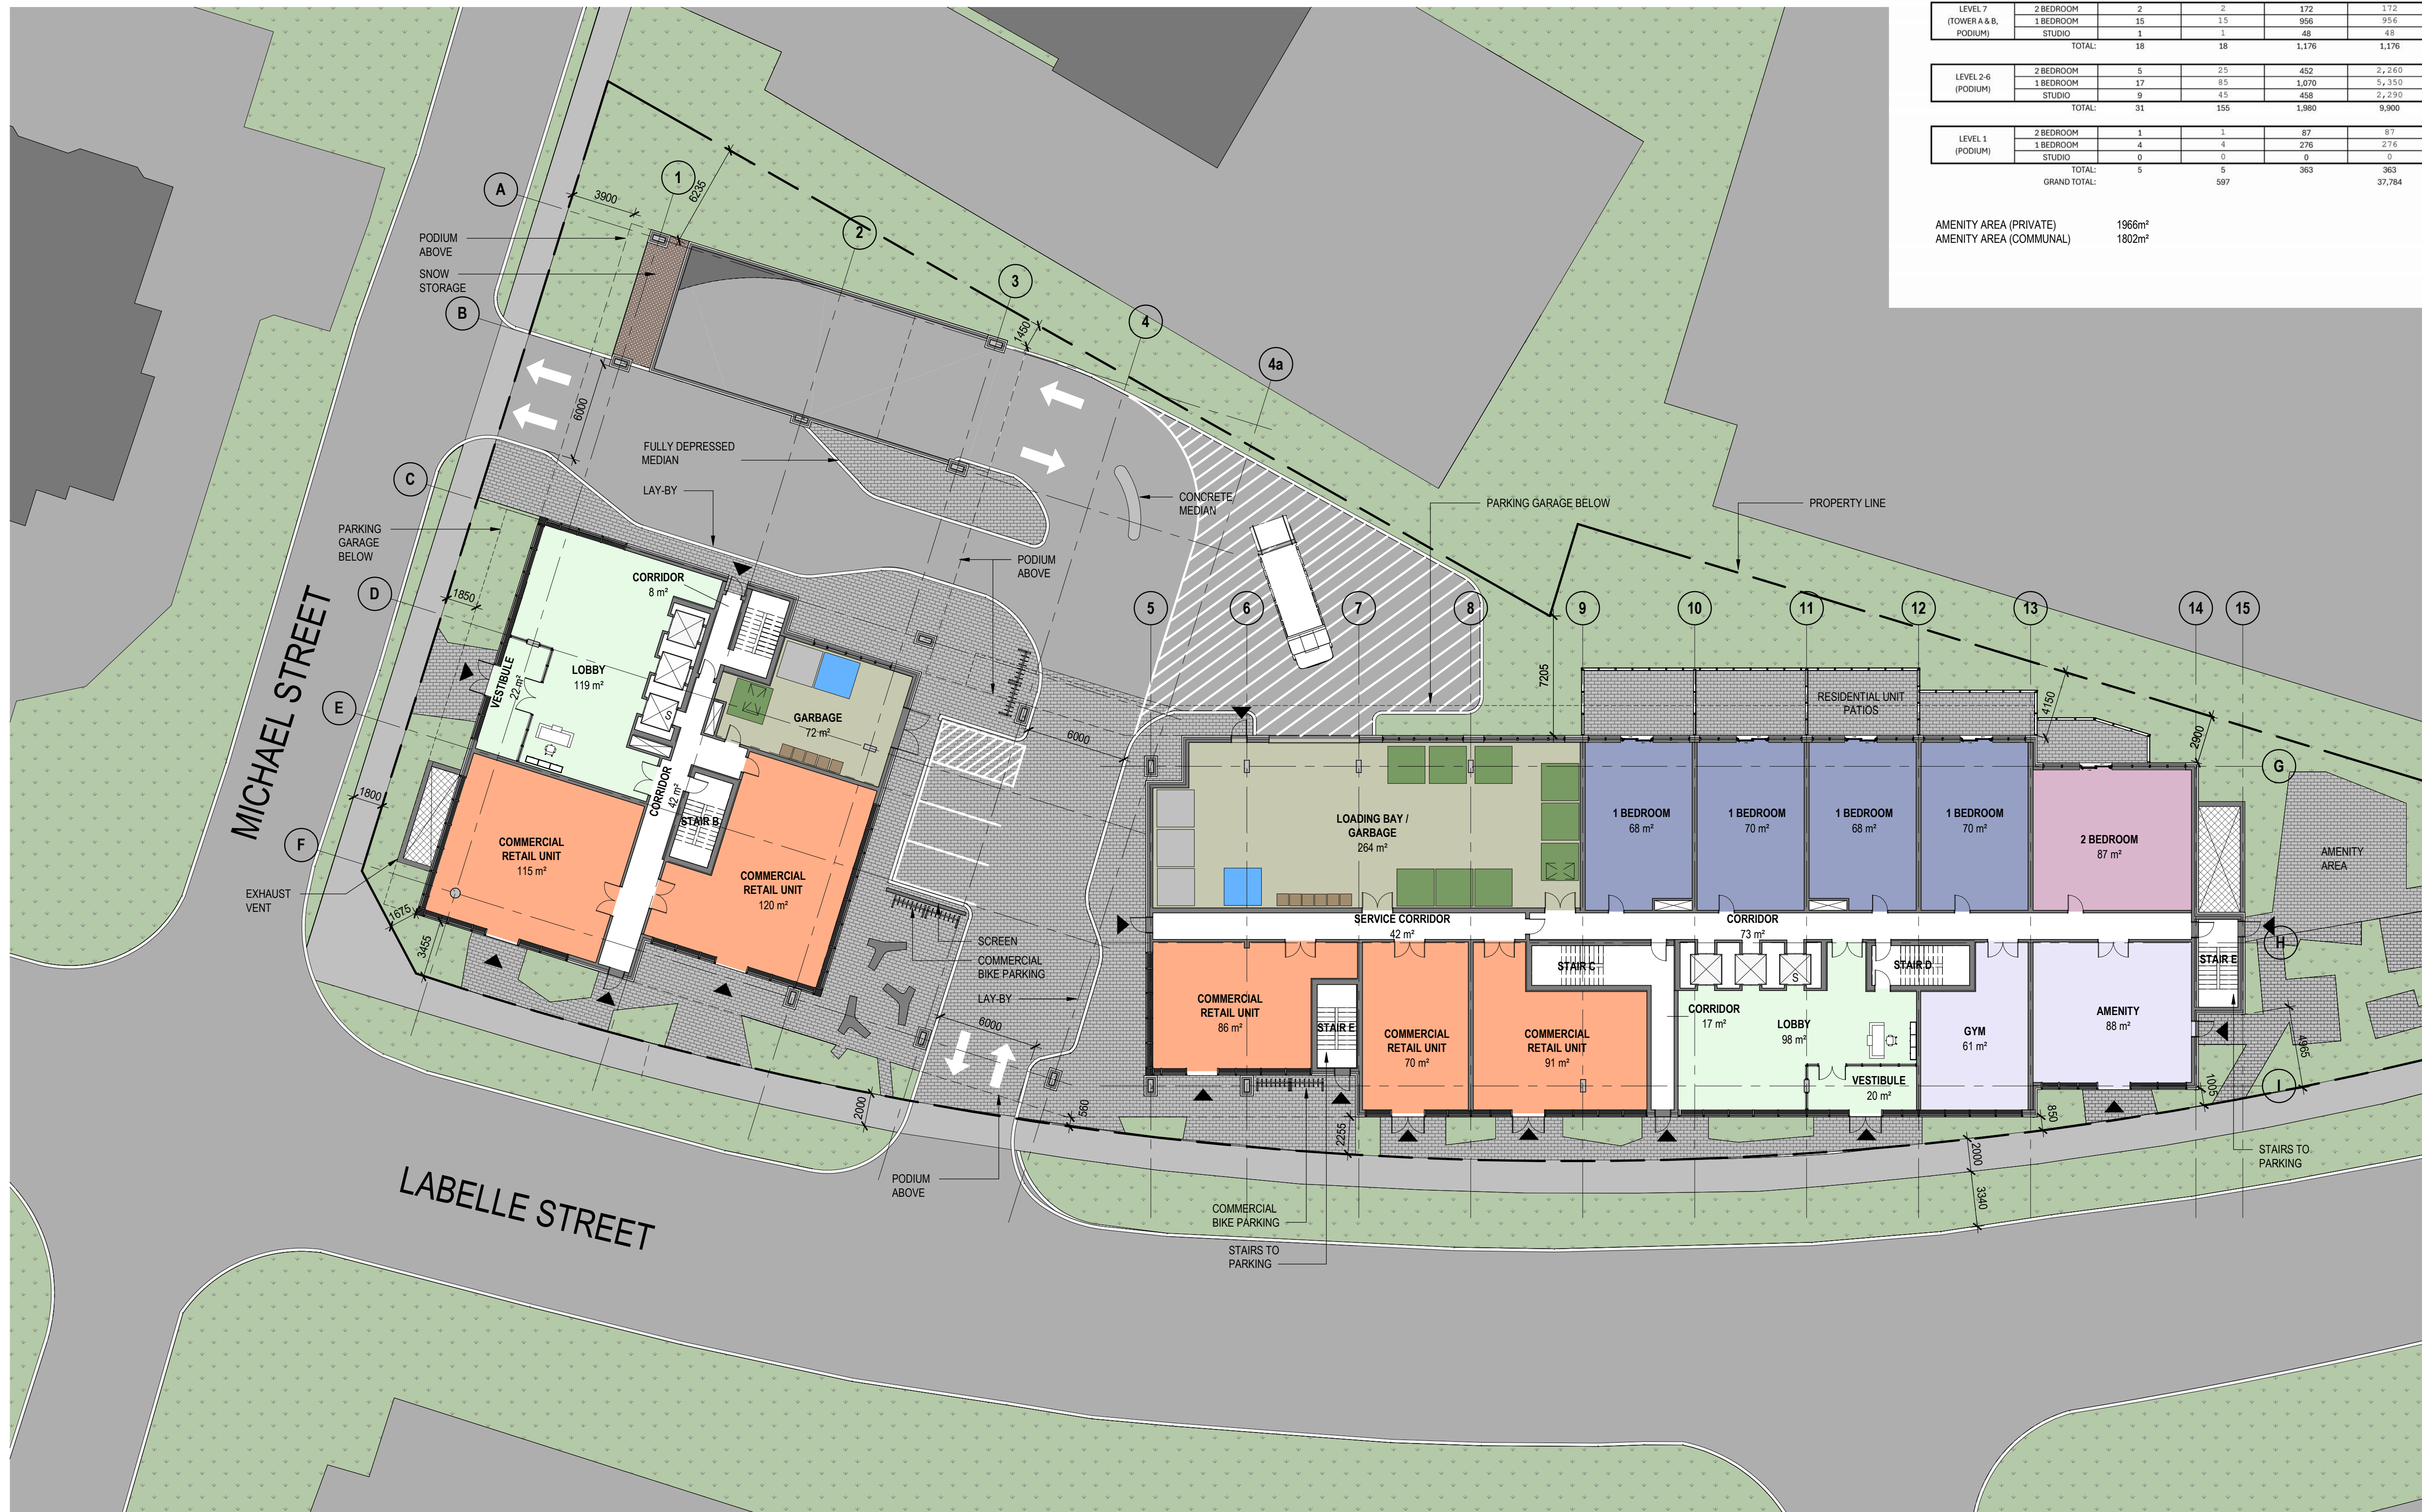 LEVEL 7 (TOWER A & B, PODIUM)
2 BEDROOM 2 2 172 172
1 BEDROOM 15 15 956 956
STUDIO 1 1 48 48
TOTAL: 18 18 1,176 1,176
LEVEL 2-6 (PODIUM)
2 BEDROOM 5 25 452 2,260
1 BEDROOM 17 85 1,070 5,350
STUDIO 9 45 458 2,290
TOTAL: 31 155 1,980 9,900
LEVEL 1 (PODIUM)
2 BEDROOM 1 1 87 87
1 BEDROOM 4 4 276 276
STUDIO 0 0 0 0
TOTAL: 5 5 363 363
GRAND TOTAL: 597 37,784
AMENITY AREA (PRIVATE) 1966m²
AMENITY AREA (COMMUNAL) 1802m²
A
1
3900
6235
2
PODIUM
ABOVE
SNOW
STORAGE
3
B
1450
4
4a
6000
FULLY DEPRESSED
MEDIAN
C
LAY-BY
CONCRETE
MEDIAN
PARKING GARAGE BELOW
PROPERTY LINE
PARKING
GARAGE
BELOW
PODIUM
ABOVE
CORRIDOR
8 m²
D
1850
5
6
7
8
9
10
11
12
13
14
15
MICHAEL STREET
VESTIBULE
22 m²
LOBBY
119 m²
S
7205
RESIDENTIAL UNIT
PATIOS
4150
E
GARBAGE
72 m²
6000
2900
G
CORRIDOR
42 m²
1800
STAIR B
F
COMMERCIAL
RETAIL UNIT
115 m²
COMMERCIAL
RETAIL UNIT
120 m²
LOADING BAY /
GARBAGE
264 m²
1 BEDROOM
68 m²
1 BEDROOM
70 m²
1 BEDROOM
68 m²
1 BEDROOM
70 m²
2 BEDROOM
87 m²
AMENITY
AREA
EXHAUST
VENT
1675
3455
SERVICE CORRIDOR
42 m²
CORRIDOR
73 m²
H
SCREEN
COMMERCIAL
BIKE PARKING
LAY-BY
STAIR C
S
STAIR D
STAIR E
6000
COMMERCIAL
RETAIL UNIT
86 m²
STAIR E
COMMERCIAL
RETAIL UNIT
70 m²
COMMERCIAL
RETAIL UNIT
91 m²
CORRIDOR
17 m²
LOBBY
98 m²
GYM
61 m²
AMENITY
88 m²
4965
VESTIBULE
20 m²
1005
I
2000
560
2255
850
2000
3340
STAIRS TO
PARKING
PODIUM
ABOVE
LABELLE STREET
COMMERCIAL
BIKE PARKING
STAIRS TO
PARKING